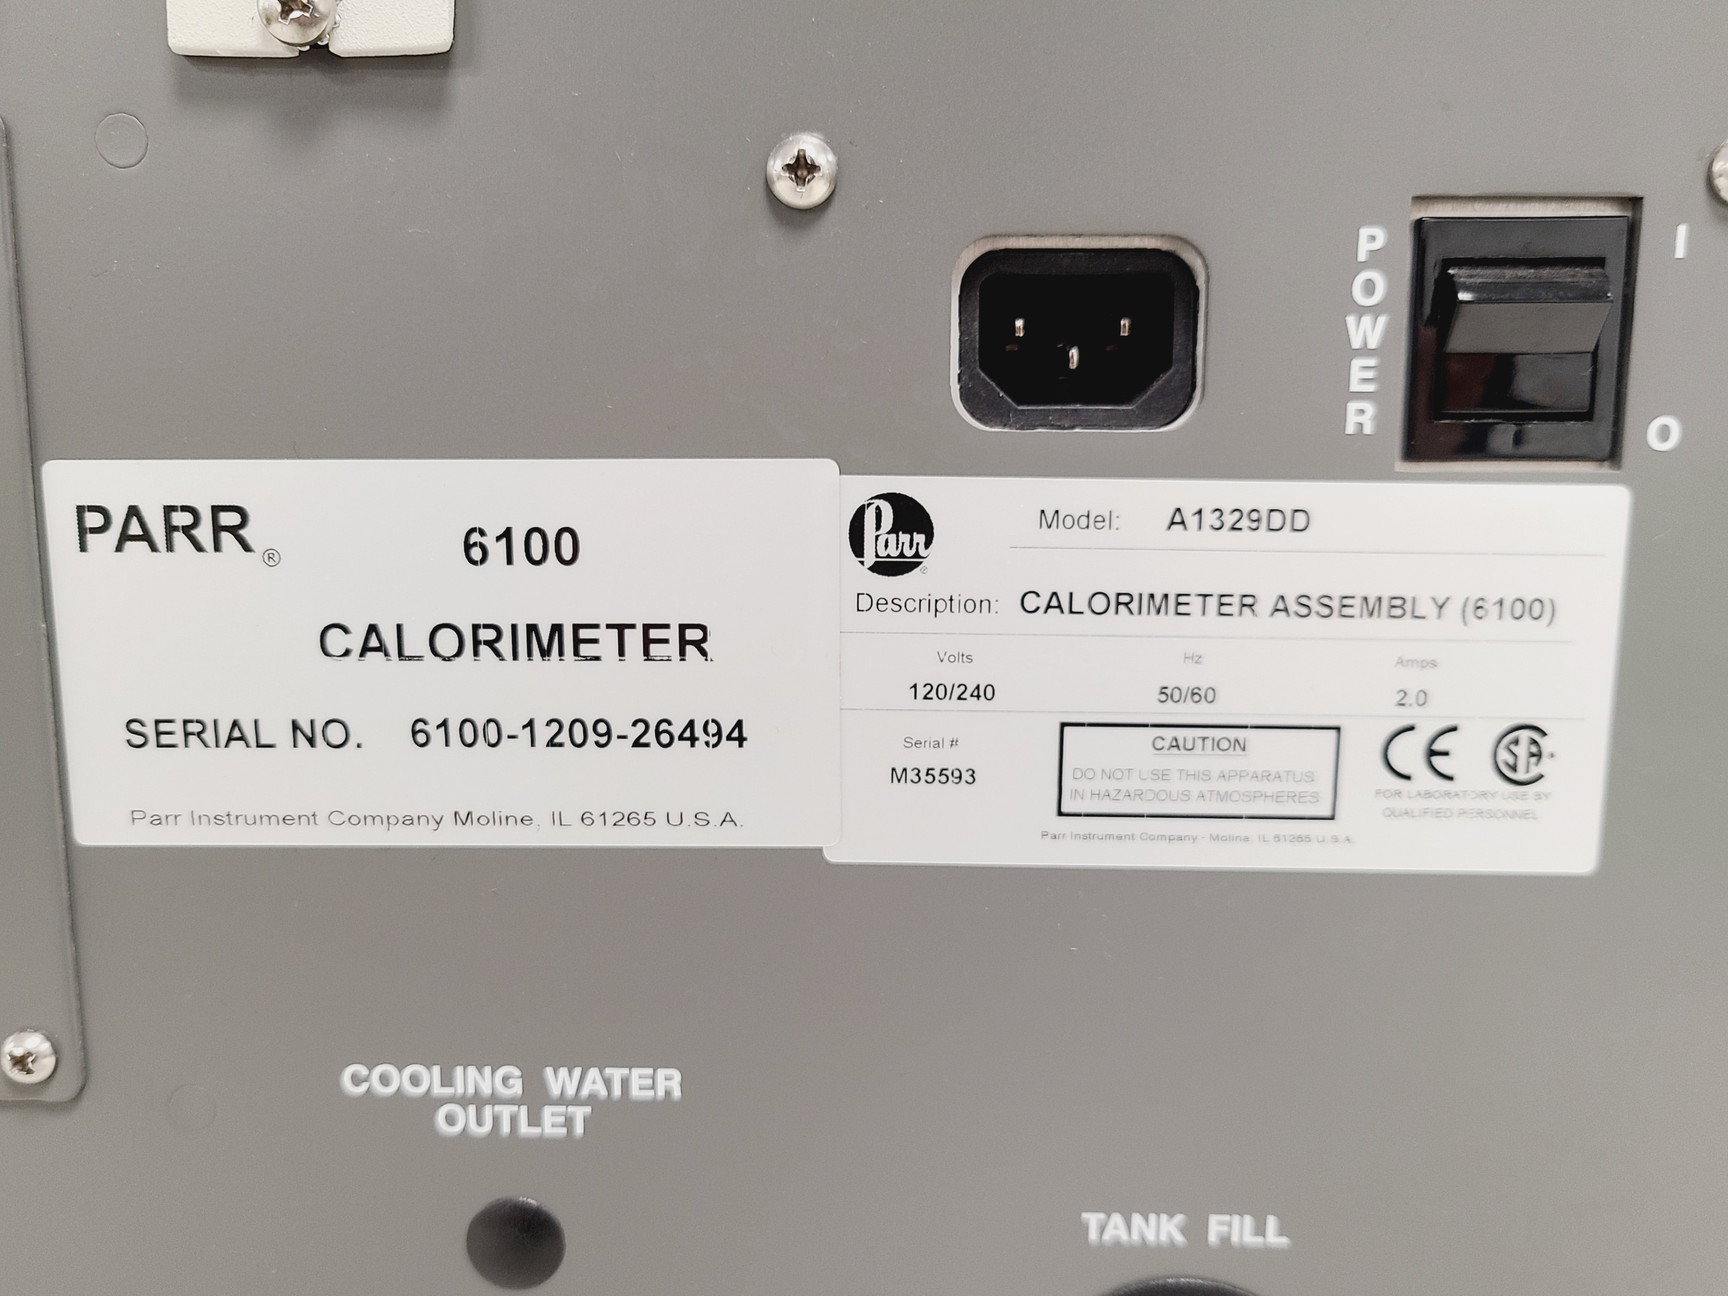 POWER
I
O
PARR®
6100
CALORIMETER
SERIAL NO. 6100-1209-26494
Parr Instrument Company Moline, IL 61265 U.S.A.
Parr®
Model: A1329DD
Description: CALORIMETER ASSEMBLY (6100)
Volts Hz Amps
120/240 50/60 2.0
Serial #
M35593
CAUTION
DO NOT USE THIS APPARATUS
IN HAZARDOUS ATMOSPHERES
CE SA
FOR LABORATORY USE BY
QUALIFIED PERSONNEL
Parr Instrument Company - Moline, IL 61265 U.S.A.
COOLING WATER
OUTLET
TANK FILL